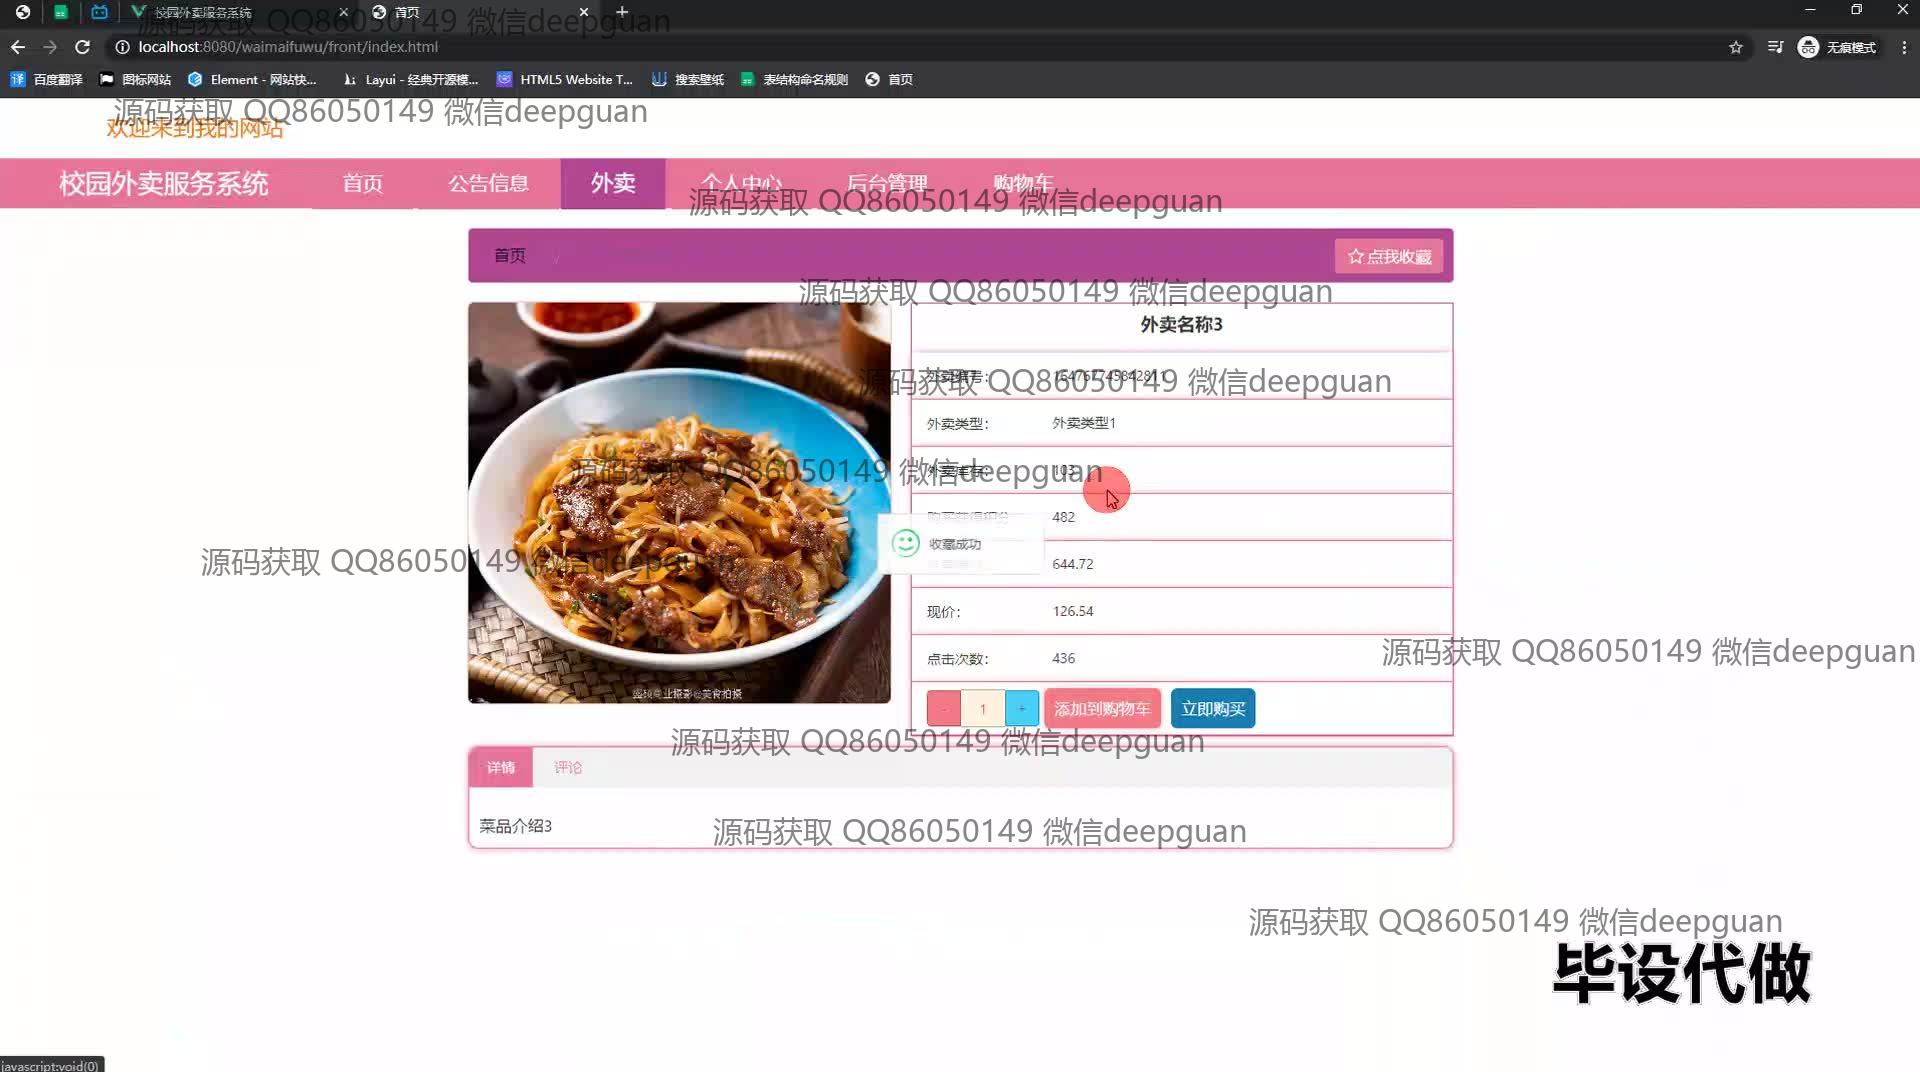 校园外卖服务系统
首页
localhost:8080/waimaifuwu/front/index.html
无痕模式
百度翻译
图标网站
Element - 网站快...
Layui - 经典开源模...
HTML5 Website T...
搜索壁纸
表结构命名规则
首页
源码获取 QQ86050149 微信deepguan
欢迎来到我的网站
校园外卖服务系统
首页
公告信息
外卖
个人中心
后台管理
购物车
源码获取 QQ86050149 微信deepguan
首页
点我收藏
源码获取 QQ86050149 微信deepguan
外卖名称3
外卖编号:
源码获取 QQ86050149 微信deepguan
外卖类型: 外卖类型1
外卖库存: 103
源码获取 QQ86050149 微信deepguan
购买获得积分 482
收藏成功
源码获取 QQ86050149 微信deepguan
644.72
现价: 126.54
源码获取 QQ86050149 微信deepguan
点击次数: 436
- 1 +
添加到购物车
立即购买
源码获取 QQ86050149 微信deepguan
详情
评论
菜品介绍3
源码获取 QQ86050149 微信deepguan
源码获取 QQ86050149 微信deepguan
毕设代做
javascript:void(0)